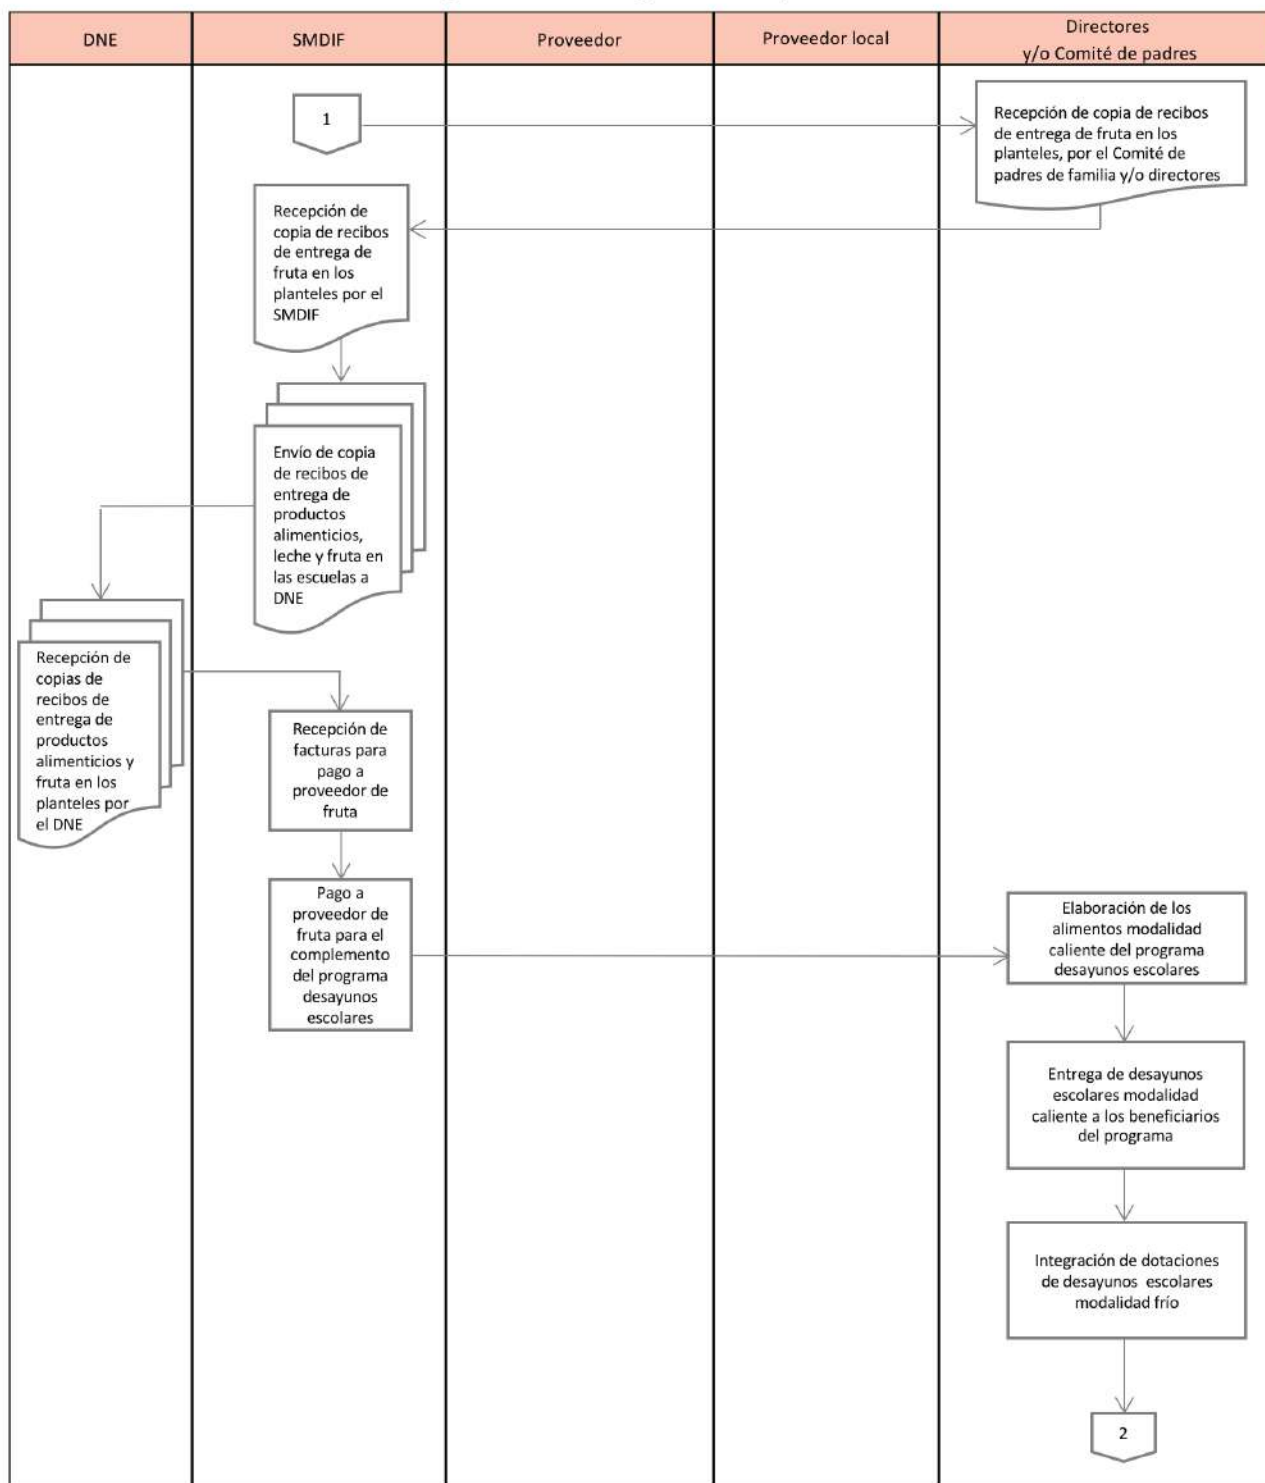 DNE
SMDIF
Proveedor
Proveedor local
Directores
y/o Comité de padres
1
Recepción de copia de recibos
de entrega de fruta en los
planteles, por el Comité de
padres de familia y/o directores
Recepción de
copia de recibos
de entrega de
fruta en los
planteles por el
SMDIF
Envío de copia
de recibos de
entrega de
productos
alimenticios,
leche y fruta en
las escuelas a
DNE
Recepción de
copias de
recibos de
entrega de
productos
alimenticios y
fruta en los
planteles por
el DNE
Recepción de
facturas para
pago a
proveedor de
fruta
Pago a
proveedor de
fruta para el
complemento
del programa
desayunos
escolares
Elaboración de los
alimentos modalidad
caliente del programa
desayunos escolares
Entrega de desayunos
escolares modalidad
caliente a los beneficiarios
del programa
Integración de dotaciones
de desayunos escolares
modalidad frío
2